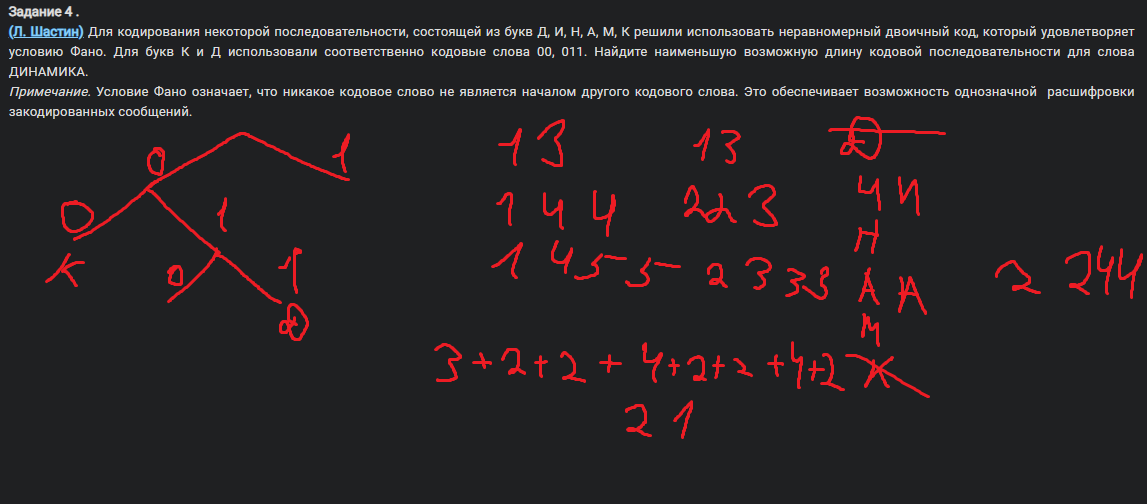 Задание 4 .
(Л. Шастин) Для кодирования некоторой последовательности, состоящей из букв Д, И, Н, А, М, К решили использовать неравномерный двоичный код, который удовлетворяет
условию Фано. Для букв К и Д использовали соответственно кодовые слова 00, 011. Найдите наименьшую возможную длину кодовой последовательности для слова
ДИНАМИКА.
Примечание. Условие Фано означает, что никакое кодовое слово не является началом другого кодового слова. Это обеспечивает возможность однозначной расшифровки
закодированных сообщений.
0 1 1 3 1 3 Д
0 1 1 4 4 2 2 3 И И
К 0 1 1 4 5 5 2 3 3 3 Н А А 2 2 4 4
Д М
3+2+2+4+2+2+4+2 К
21